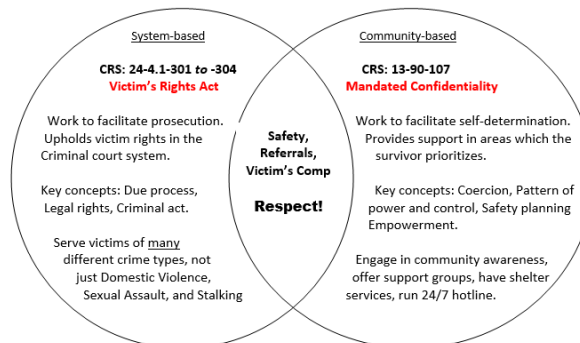 System-based
CRS: 24-4.1-301 to -304
Victim's Rights Act
Work to facilitate prosecution.
Upholds victim rights in the
Criminal court system.
Key concepts: Due process,
Legal rights, Criminal act.
Serve victims of many
different crime types, not
just Domestic Violence,
Sexual Assault, and Stalking
Safety,
Referrals,
Victim's Comp
Respect!
Community-based
CRS: 13-90-107
Mandated Confidentiality
Work to facilitate self-determination.
Provides support in areas which the
survivor prioritizes.
Key concepts: Coercion, Pattern of
power and control, Safety planning
Empowerment.
Engage in community awareness,
offer support groups, have shelter
services, run 24/7 hotline.